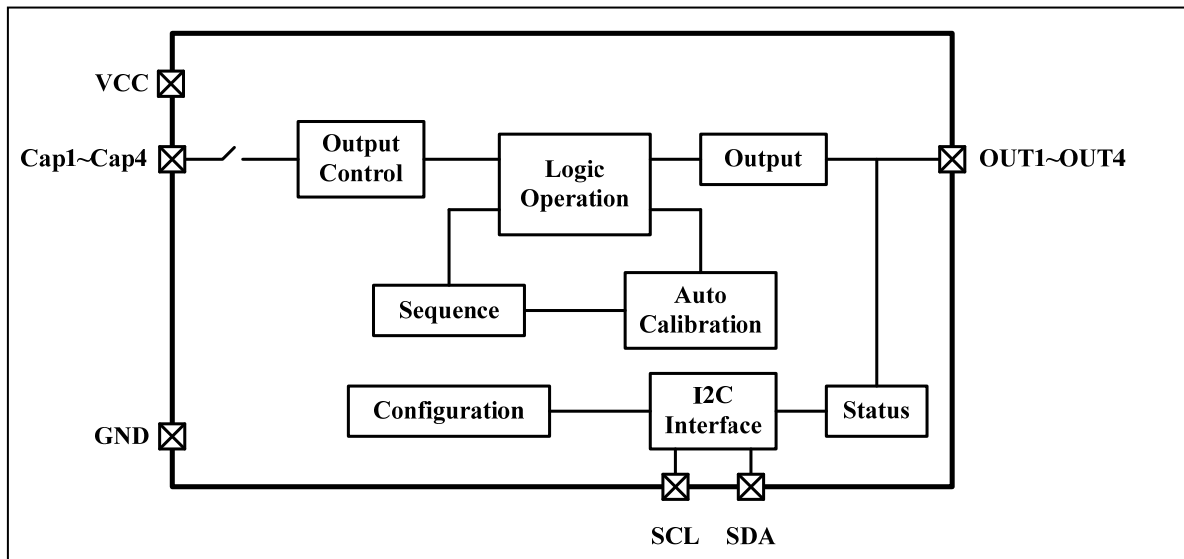 VCC
Cap1~Cap4
Output
Control
Logic
Operation
Output
OUT1~OUT4
Sequence
Auto
Calibration
Configuration
I2C
Interface
Status
GND
SCL
SDA